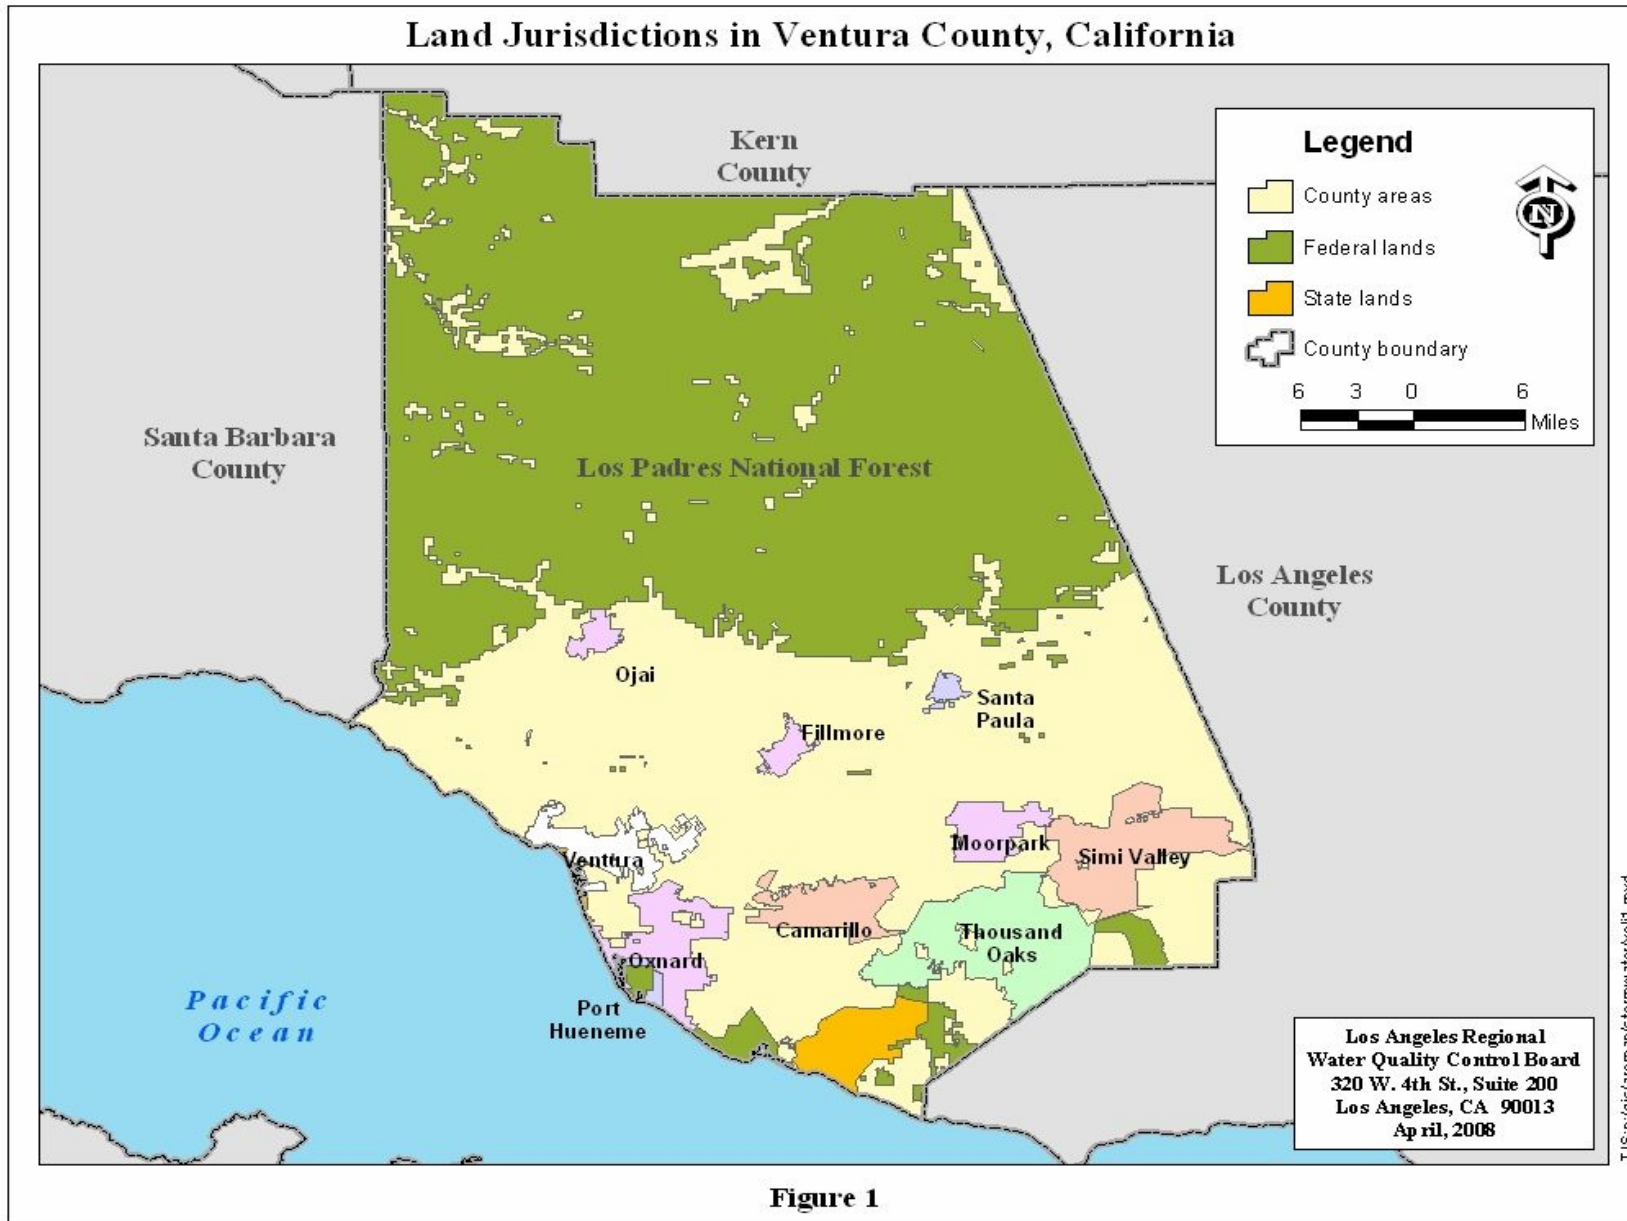 Land Jurisdictions in Ventura County, California
Kern
County
Legend
County areas
Federal lands
State lands
County boundary
6 3 0 6
Miles
N
Santa Barbara
County
Los Padres National Forest
Los Angeles
County
Ojai
Santa
Paula
Fillmore
Moorpark
Simi Valley
Ventura
Camarillo
Thousand
Oaks
Oxnard
Port
Hueneme
Pacific
Ocean
Los Angeles Regional
Water Quality Control Board
320 W. 4th St., Suite 200
Los Angeles, CA 90013
April, 2008
Figure 1